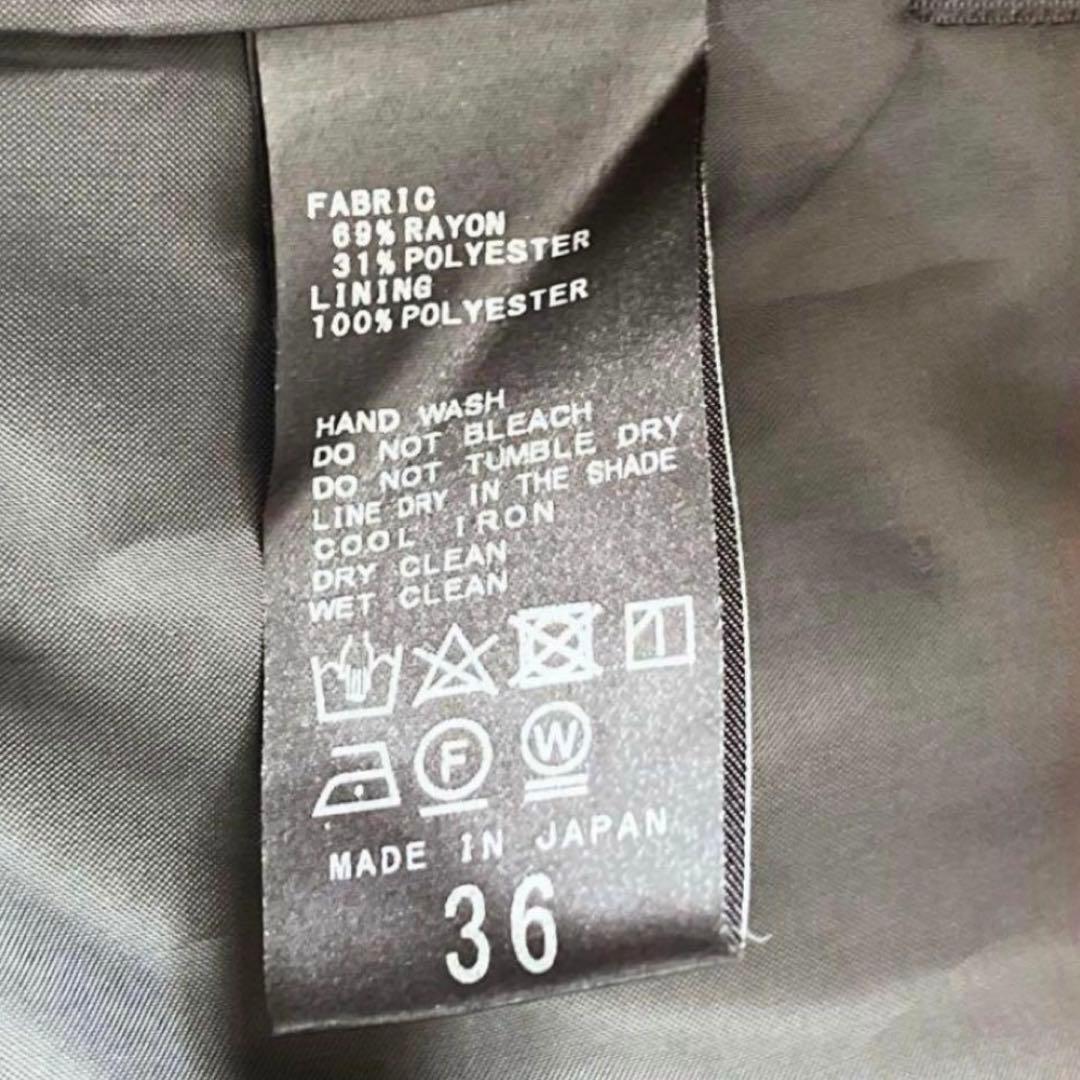 FABRIC
69% RAYON
31% POLYESTER
LINING
100% POLYESTER
HAND WASH
DO NOT BLEACH
DO NOT TUMBLE DRY
LINE DRY IN THE SHADE
COOL IRON
DRY CLEAN
WET CLEAN
F W
MADE IN JAPAN
36